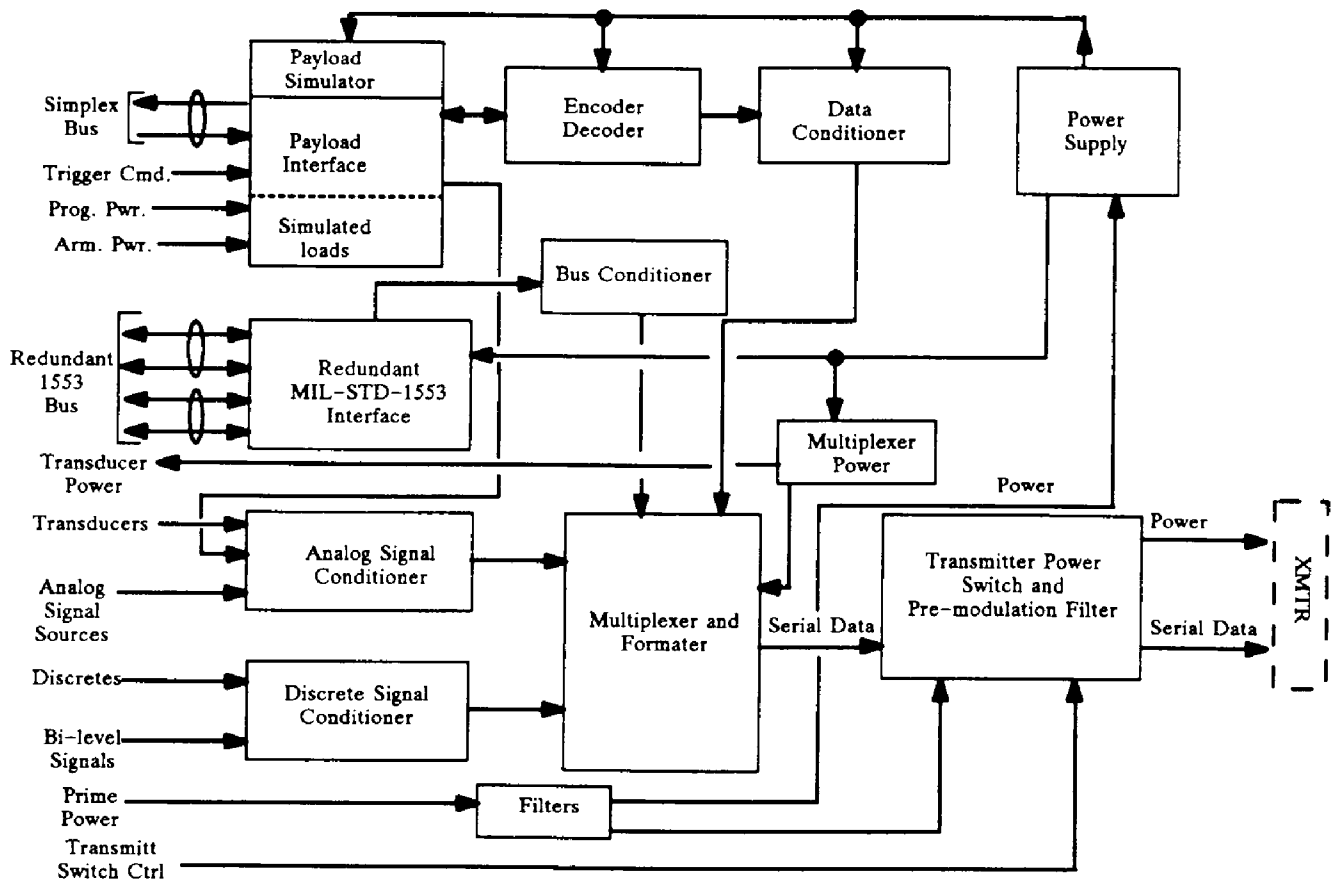 Payload
Simulator
Simplex
Bus
Payload
Interface
Encoder
Decoder
Data
Conditioner
Power
Supply
Trigger Cmd.
Prog. Pwr.
Arm. Pwr.
Simulated
loads
Bus Conditioner
Redundant
1553
Bus
Redundant
MIL-STD-1553
Interface
Multiplexer
Power
Transducer
Power
Power
Transducers
Analog Signal
Conditioner
Analog
Signal
Sources
Multiplexer and
Formater
Serial Data
Transmitter Power
Switch and
Pre-modulation Filter
Power
Serial Data
XMTR
Discretes
Discrete Signal
Conditioner
Bi-level
Signals
Prime
Power
Filters
Transmitt
Switch Ctrl